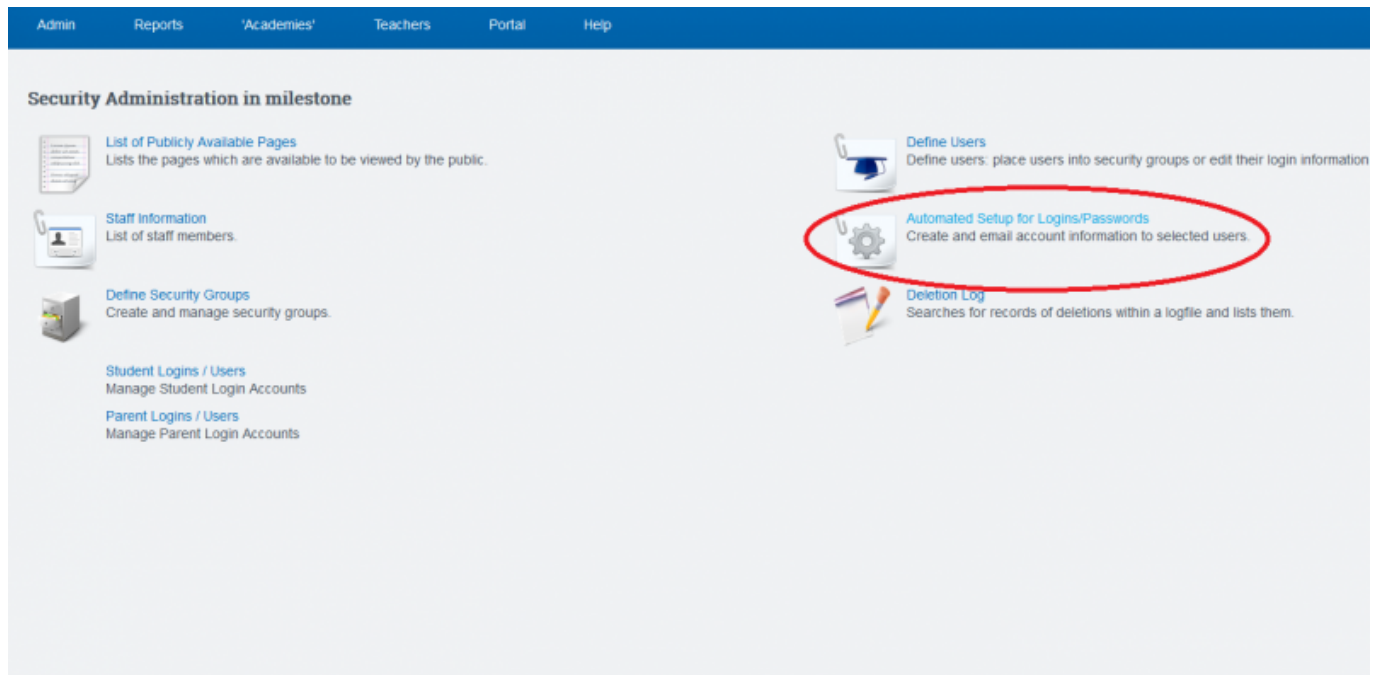 Admin Reports 'Academies' Teachers Portal Help
Security Administration in milestone
List of Publicly Available Pages
Lists the pages which are available to be viewed by the public.
Staff Information
List of staff members.
Define Security Groups
Create and manage security groups.
Student Logins / Users
Manage Student Login Accounts
Parent Logins / Users
Manage Parent Login Accounts
Define Users
Define users: place users into security groups or edit their login information
Automated Setup for Logins/Passwords
Create and email account information to selected users.
Deletion Log
Searches for records of deletions within a logfile and lists them.